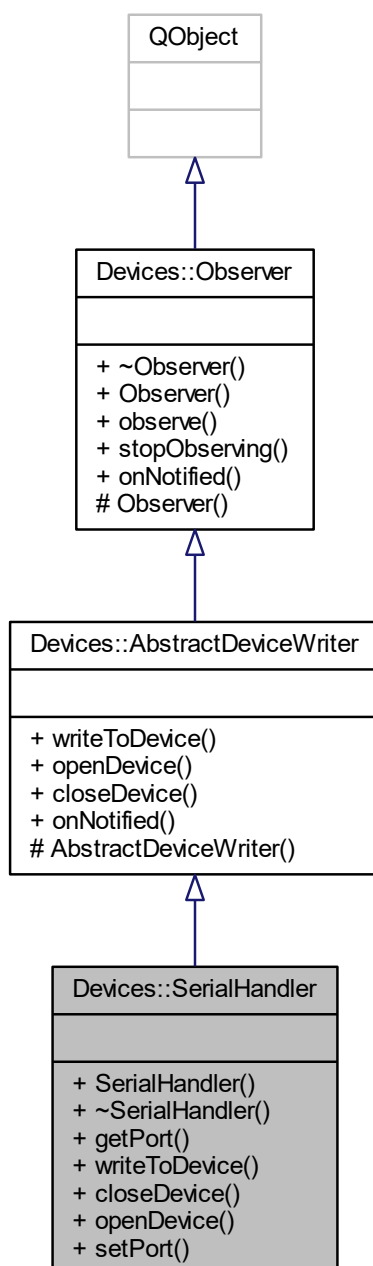 QObject
Devices::Observer
+ ~Observer()
+ Observer()
+ observe()
+ stopObserving()
+ onNotified()
# Observer()
Devices::AbstractDeviceWriter
+ writeToDevice()
+ openDevice()
+ closeDevice()
+ onNotified()
# AbstractDeviceWriter()
Devices::SerialHandler
+ SerialHandler()
+ ~SerialHandler()
+ getPort()
+ writeToDevice()
+ closeDevice()
+ openDevice()
+ setPort()